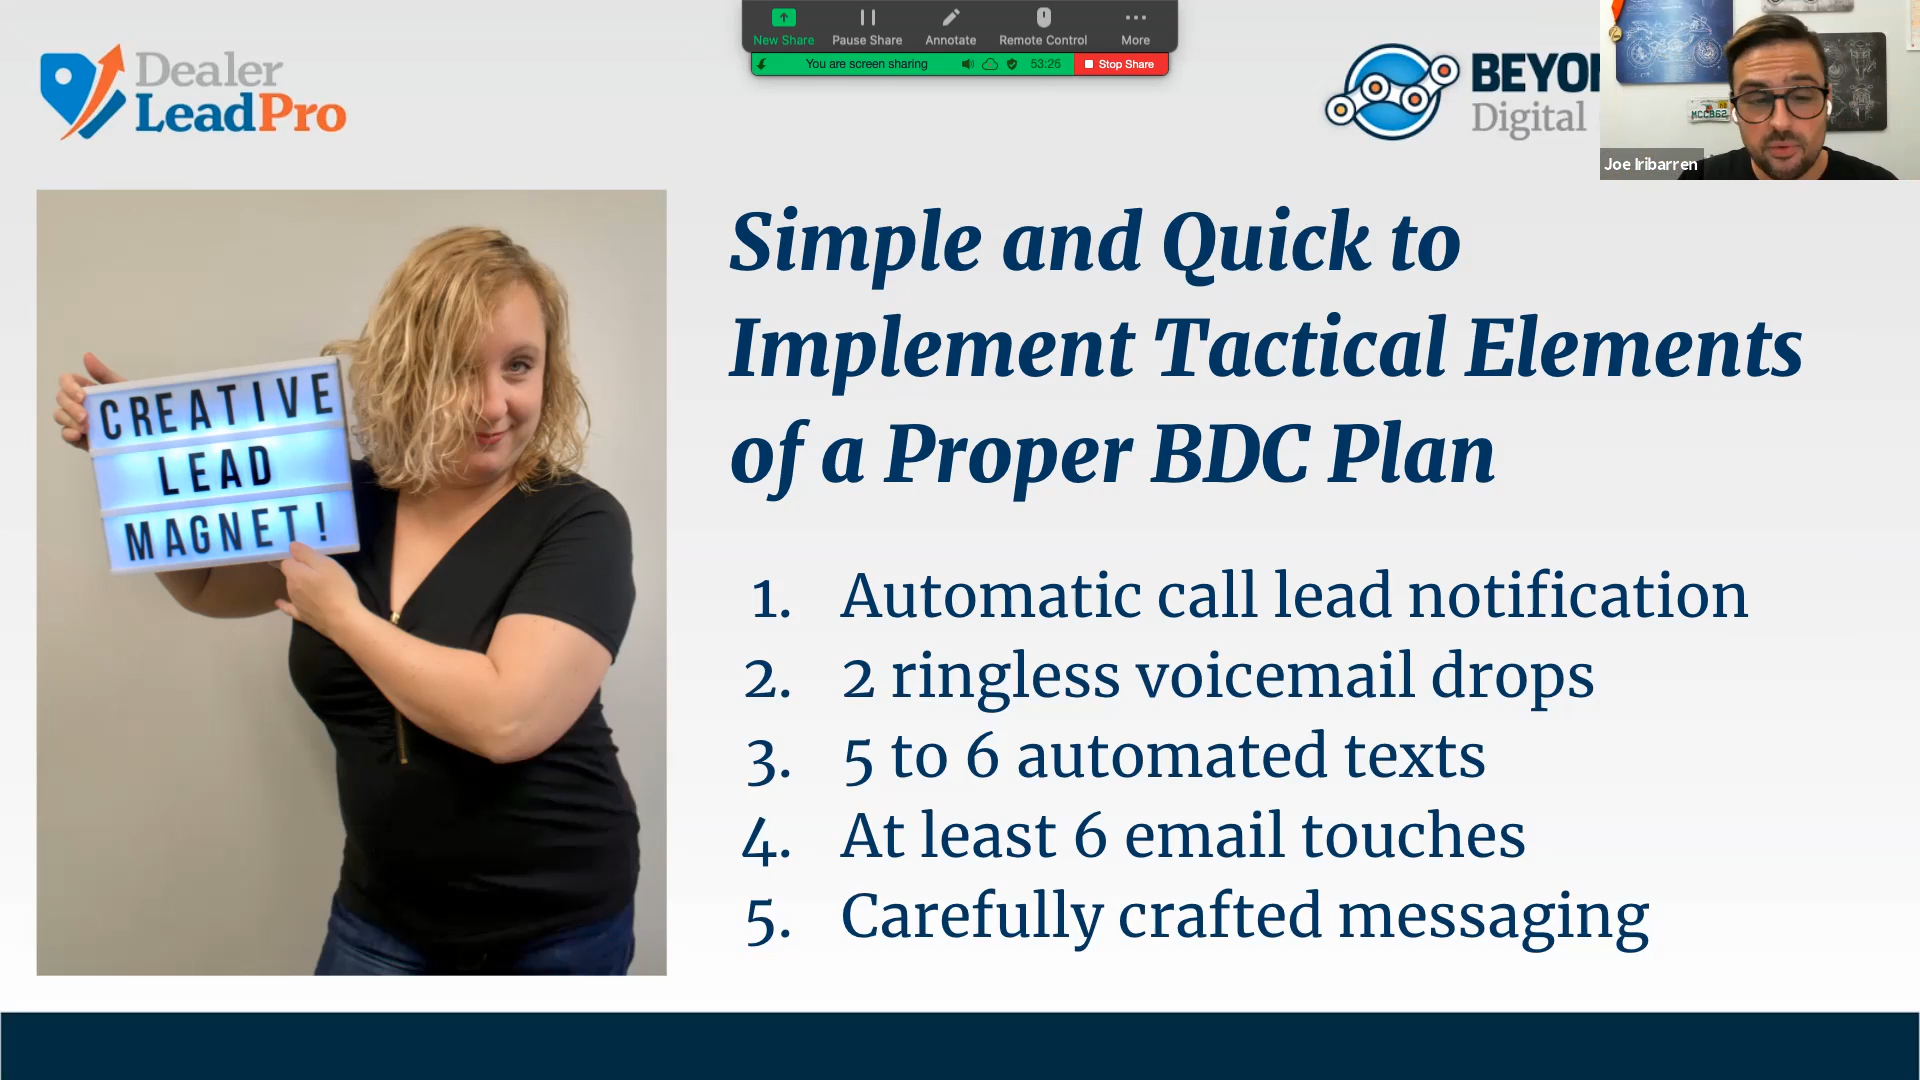 New Share
Pause Share
Annotate
Remote Control
More
You are screen sharing
53:26
Stop Share
Dealer
LeadPro
BEYO
Digital
MCCB62
Joe Iribarren
Simple and Quick to
Implement Tactical Elements
of a Proper BDC Plan
CREATIVE
LEAD
MAGNET!
1. Automatic call lead notification
2. 2 ringless voicemail drops
3. 5 to 6 automated texts
4. At least 6 email touches
5. Carefully crafted messaging